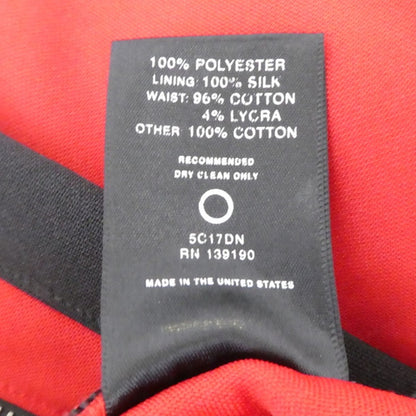 100% POLYESTER
LINING: 100% SILK
WAIST: 96% COTTON
4% LYCRA
OTHER 100% COTTON
RECOMMENDED
DRY CLEAN ONLY
5C17DN
RN 139190
MADE IN THE UNITED STATES